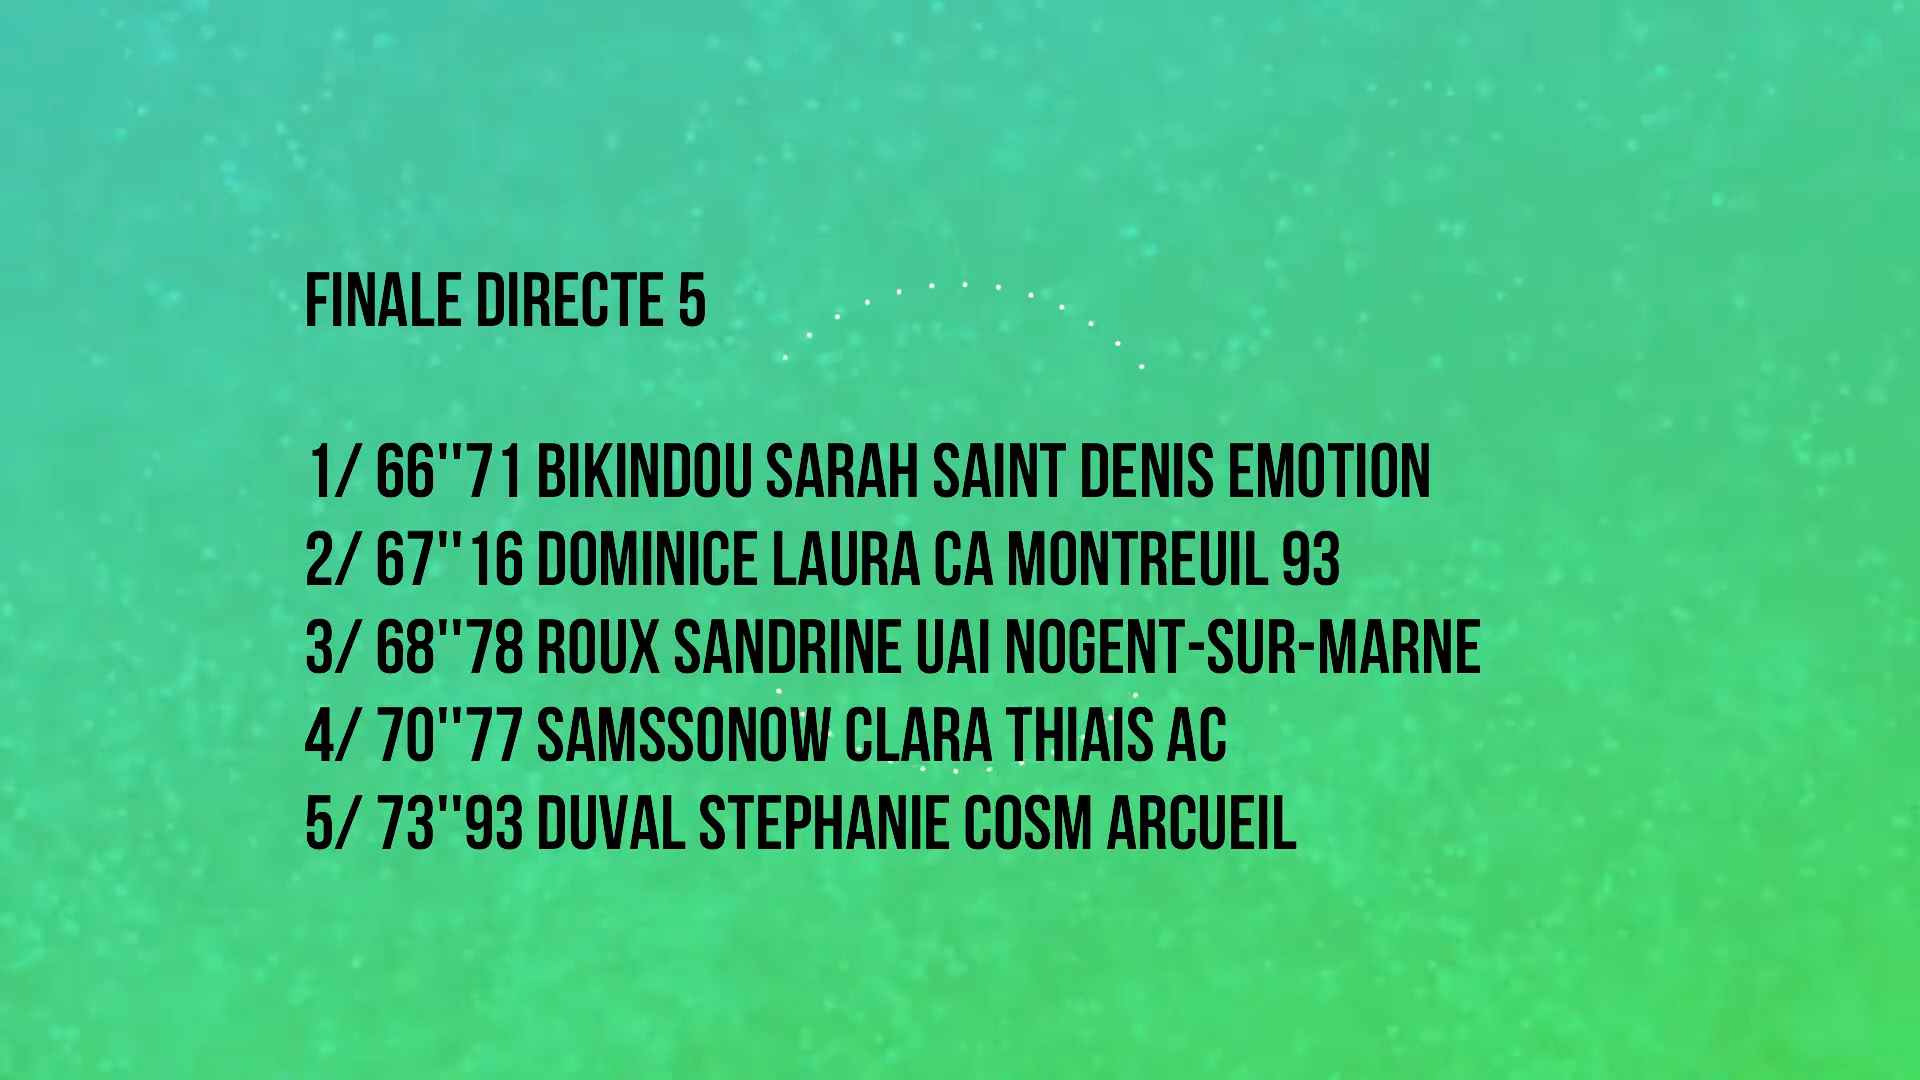 FINALE DIRECTE 5
1/ 66"71 BIKINDOU SARAH SAINT DENIS EMOTION
2/ 67"16 DOMINICE LAURA CA MONTREUIL 93
3/ 68"78 ROUX SANDRINE UAI NOGENT-SUR-MARNE
4/ 70"77 SAMSSONOW CLARA THIAIS AC
5/ 73"93 DUVAL STEPHANIE COSM ARCUEIL